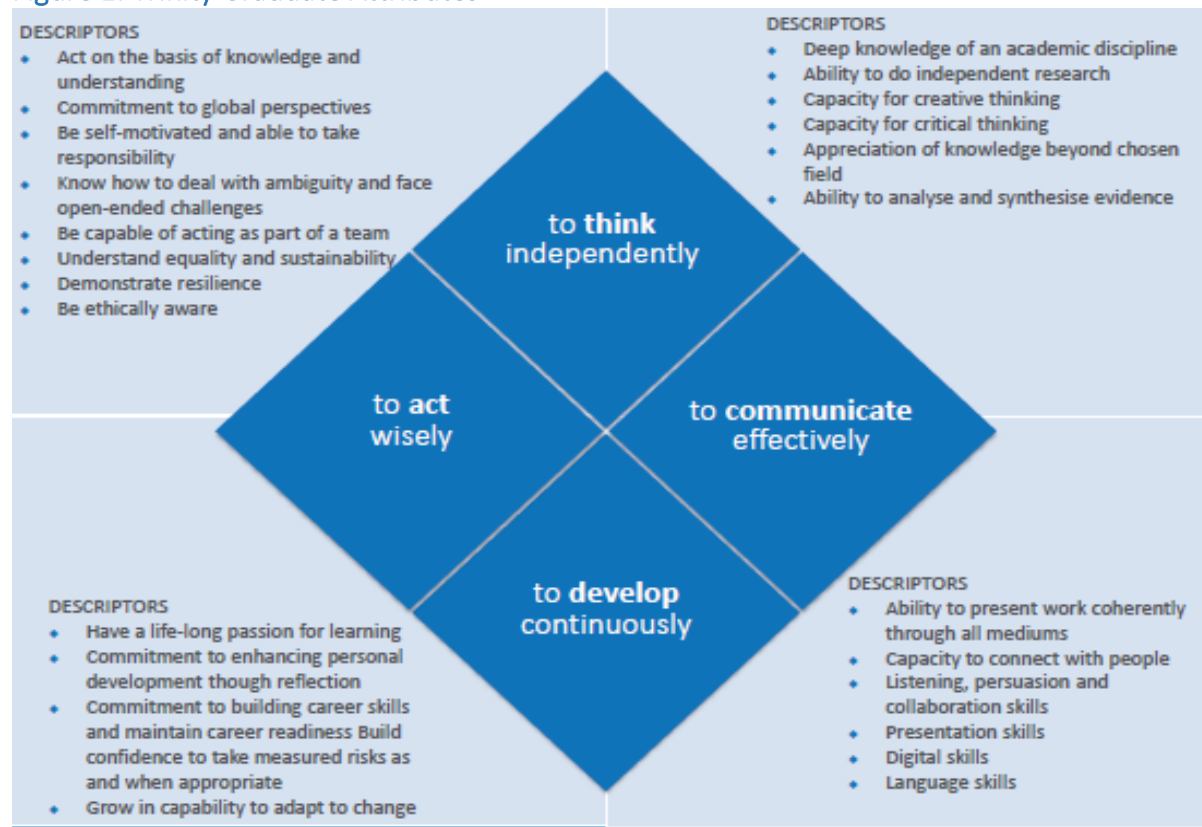 DESCRIPTORS
Act on the basis of knowledge and
understanding
Commitment to global perspectives
Be self-motivated and able to take
responsibility
Know how to deal with ambiguity and face
open-ended challenges
Be capable of acting as part of a team
Understand equality and sustainability
Demonstrate resilience
Be ethically aware
DESCRIPTORS
Deep knowledge of an academic discipline
Ability to do independent research
Capacity for creative thinking
Capacity for critical thinking
Appreciation of knowledge beyond chosen
field
Ability to analyse and synthesise evidence
to think
independently
to act
wisely
to communicate
effectively
to develop
continuously
DESCRIPTORS
Have a life-long passion for learning
Commitment to enhancing personal
development though reflection
Commitment to building career skills
and maintain career readiness Build
confidence to take measured risks as
and when appropriate
Grow in capability to adapt to change
DESCRIPTORS
Ability to present work coherently
through all mediums
Capacity to connect with people
Listening, persuasion and
collaboration skills
Presentation skills
Digital skills
Language skills